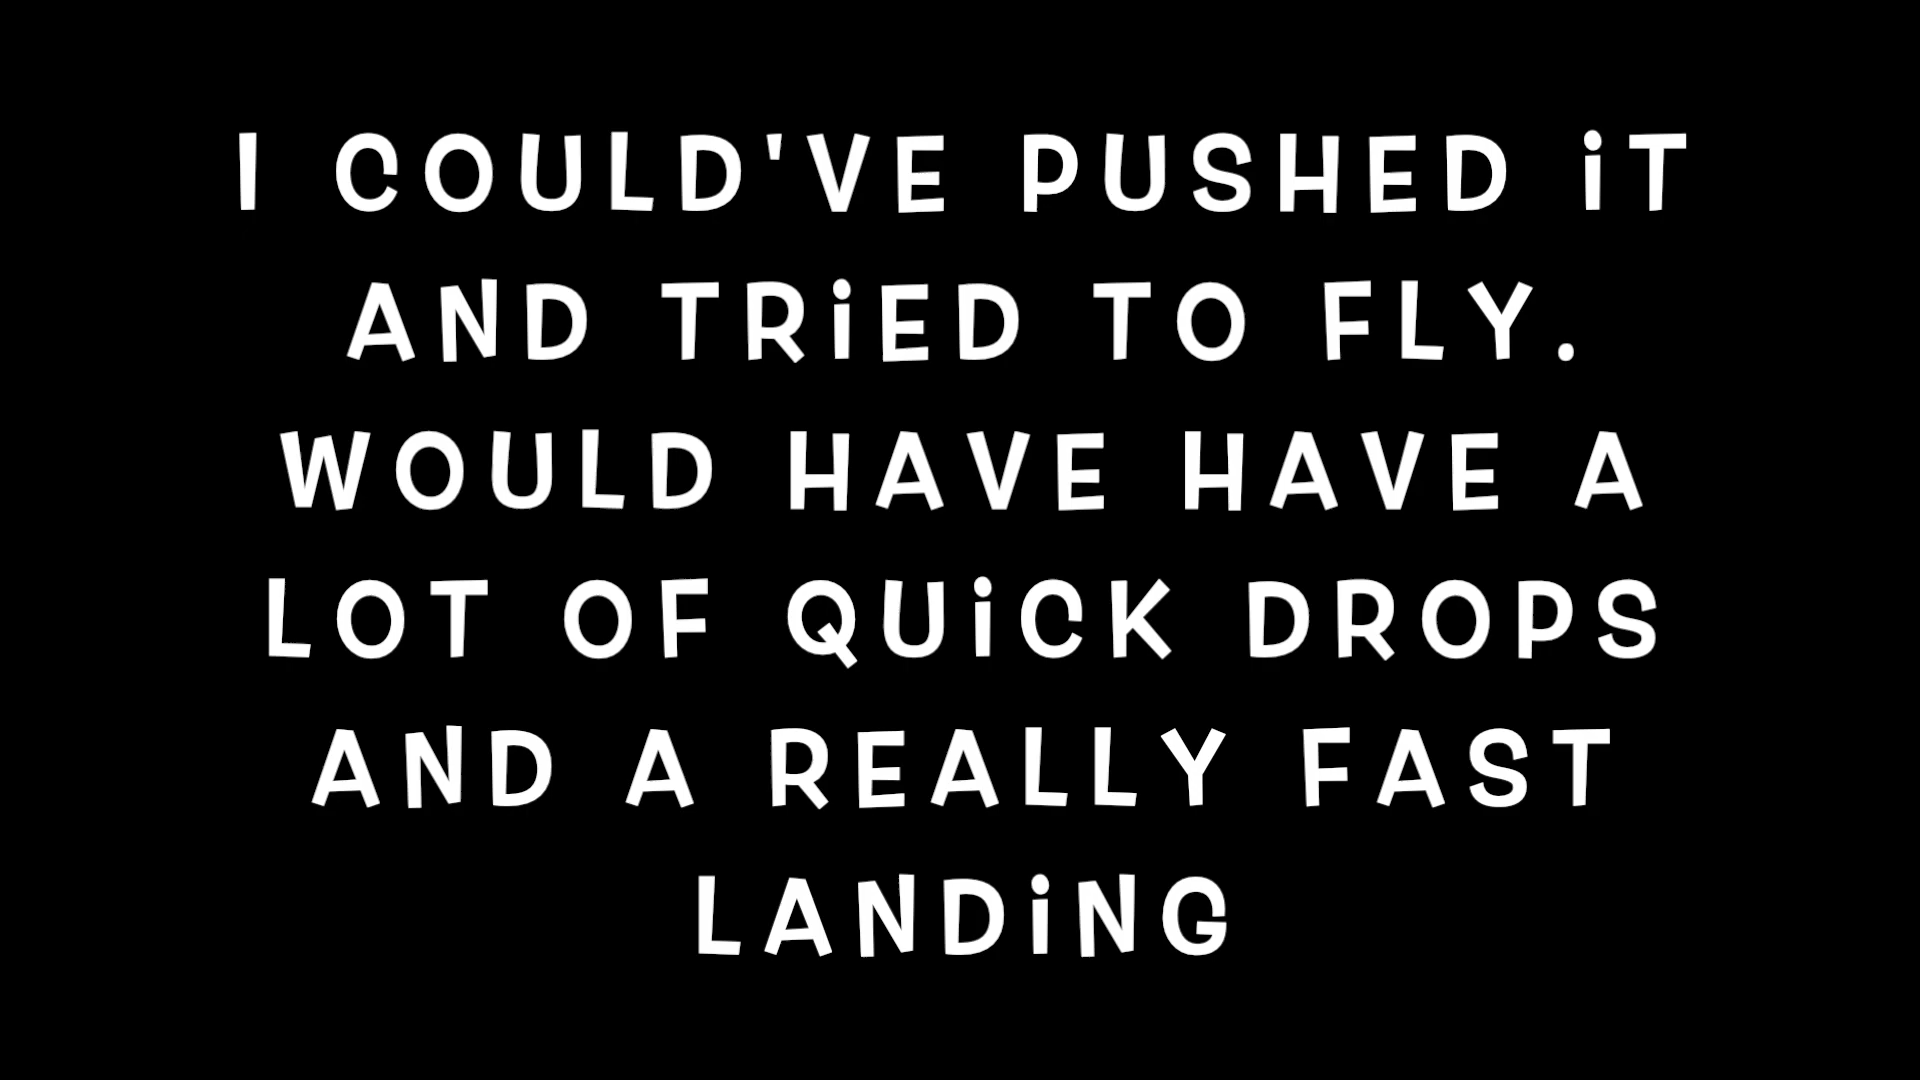 I COULD'VE PUSHED iT
AND TRiED TO FLY.
WOULD HAVE HAVE A
LOT OF QUiCK DROPS
AND A REALLY FAST
LANDiNG